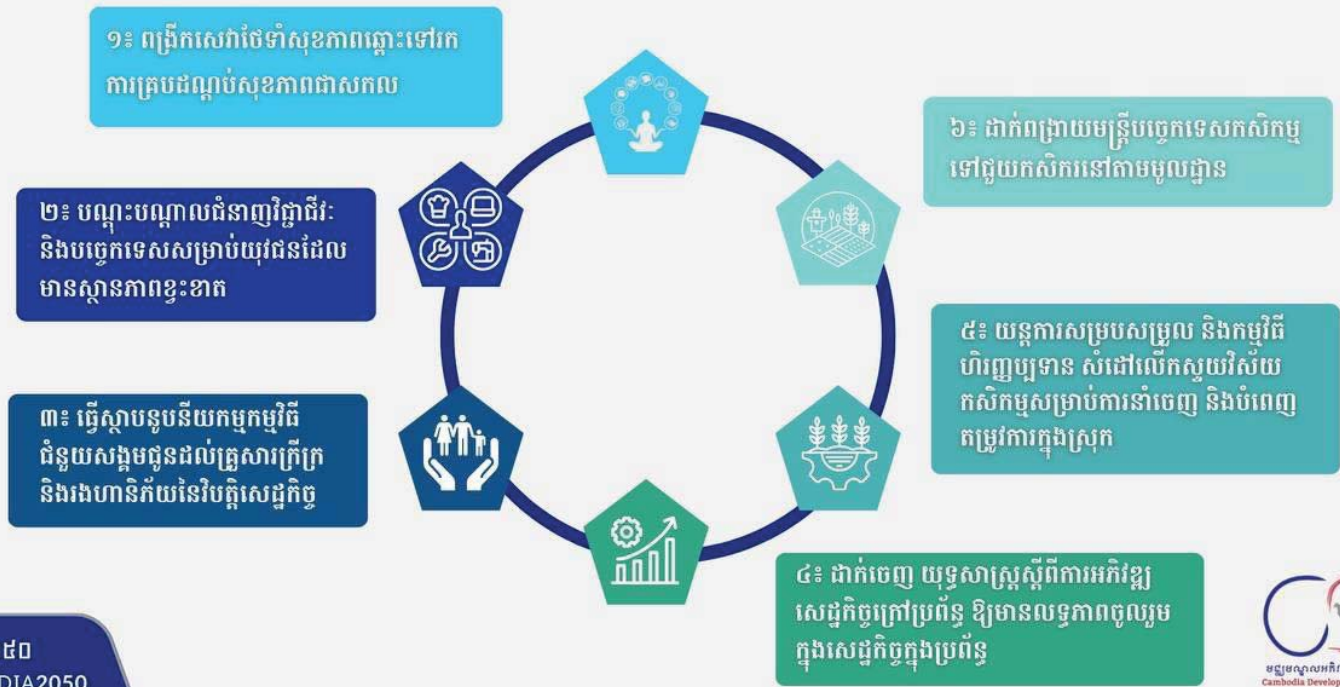 ១៖ ពង្រីកសេវាថែទាំសុខភាពឆ្ពោះទៅរក
ការគ្របដណ្តប់សុខភាពជាសកល
២៖ បណ្តុះបណ្តាលជំនាញវិជ្ជាជីវៈ
និងបច្ចេកទេសសម្រាប់យុវជនដែល
មានស្ថានភាពខ្វះខាត
៣៖ ធ្វើស្ថាបនូបនីយកម្មកម្មវិធី
ជំនួយសង្គមជូនដល់គ្រួសារក្រីក្រ
និងរងហានិភ័យនៃវិបត្តិសេដ្ឋកិច្ច
៤៖ ដាក់ចេញ យុទ្ធសាស្ត្រស្តីពីការអភិវឌ្ឍ
សេដ្ឋកិច្ចក្រៅប្រព័ន្ធ ឱ្យមានលទ្ធភាពចូលរួម
ក្នុងសេដ្ឋកិច្ចក្នុងប្រព័ន្ធ
៥៖ យន្តការសម្របសម្រួល និងកម្មវិធី
ហិរញ្ញប្បទាន សំដៅលើកស្ទួយវិស័យ
កសិកម្មសម្រាប់ការនាំចេញ និងបំពេញ
តម្រូវការក្នុងស្រុក
៦៖ ដាក់ពង្រាយមន្ត្រីបច្ចេកទេសកសិកម្ម
ទៅជួយកសិករនៅតាមមូលដ្ឋាន
៥០
DIA2050
Cambodia